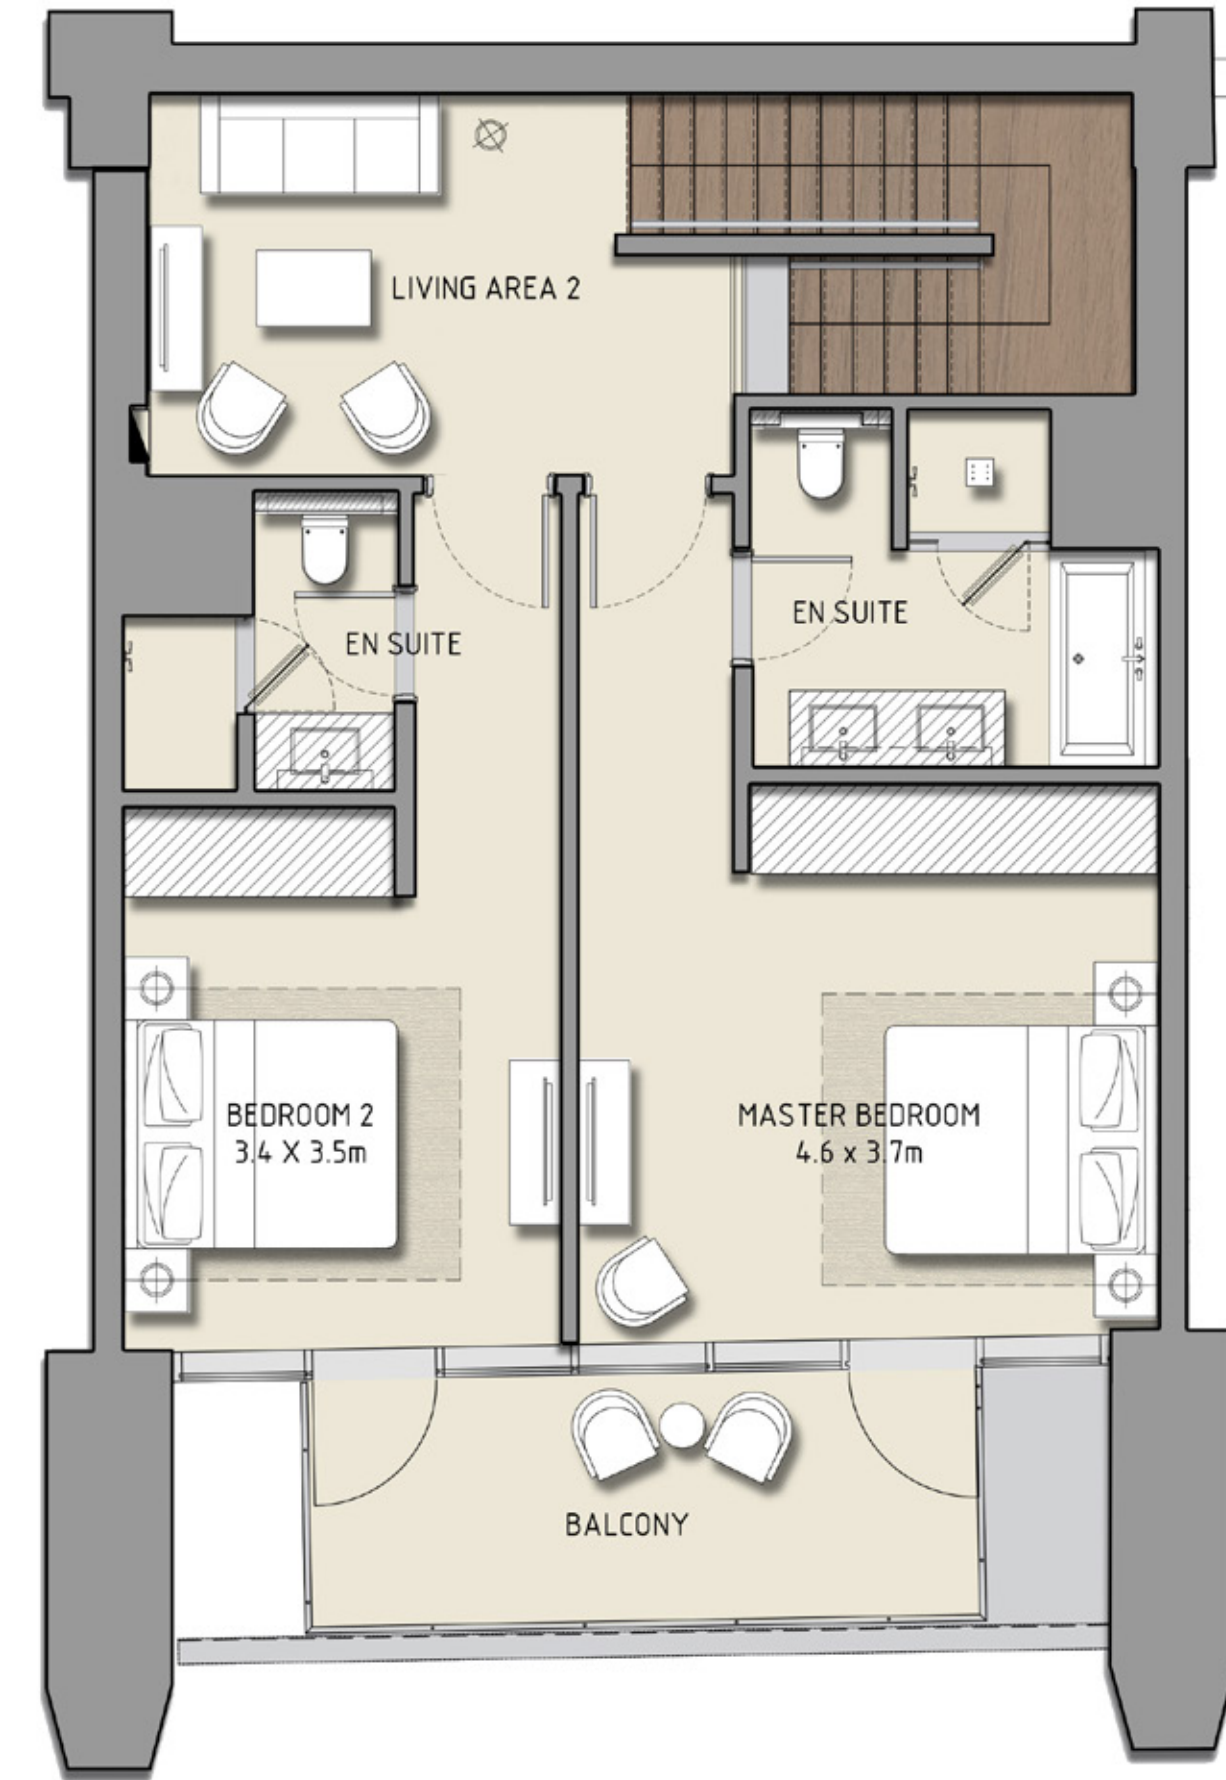 LIVING AREA 2
EN SUITE
EN SUITE
BEDROOM 2
3.4 X 3.5m
MASTER BEDROOM
4.6 x 3.7m
BALCONY